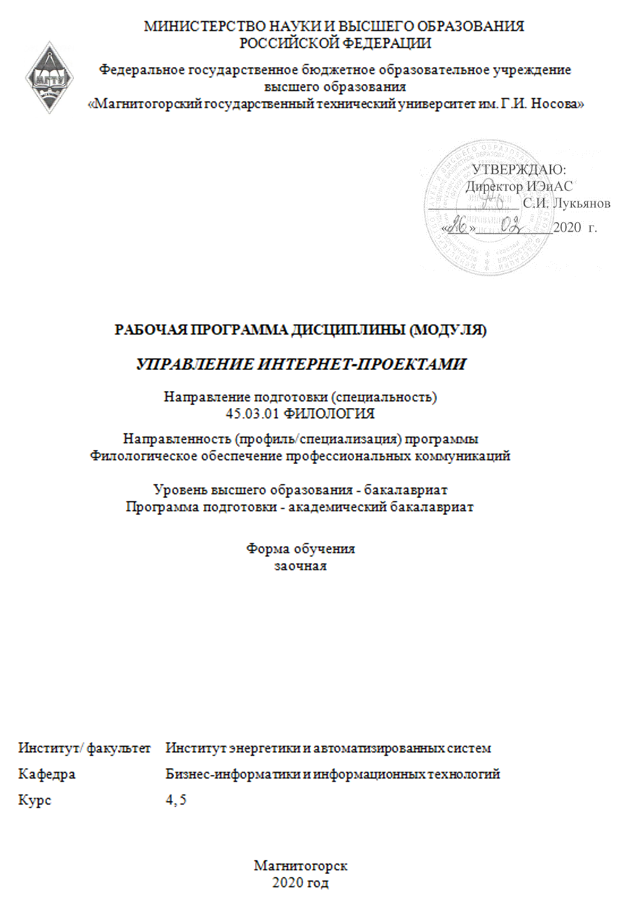 МИНИСТЕРСТВО НАУКИ И ВЫСШЕГО ОБРАЗОВАНИЯ
РОССИЙСКОЙ ФЕДЕРАЦИИ
Федеральное государственное бюджетное образовательное учреждение
высшего образования
«Магнитогорский государственный технический университет им. Г.И. Носова»
МГТУ
УТВЕРЖДАЮ:
Директор ИЭиАС
С.И. Лукьянов
«26» 02 2020 г.
РАБОЧАЯ ПРОГРАММА ДИСЦИПЛИНЫ (МОДУЛЯ)
УПРАВЛЕНИЕ ИНТЕРНЕТ-ПРОЕКТАМИ
Направление подготовки (специальность)
45.03.01 ФИЛОЛОГИЯ
Направленность (профиль/специализация) программы
Филологическое обеспечение профессиональных коммуникаций
Уровень высшего образования - бакалавриат
Программа подготовки - академический бакалавриат
Форма обучения
заочная
Институт/ факультет Институт энергетики и автоматизированных систем
Кафедра Бизнес-информатики и информационных технологий
Курс 4, 5
Магнитогорск
2020 год